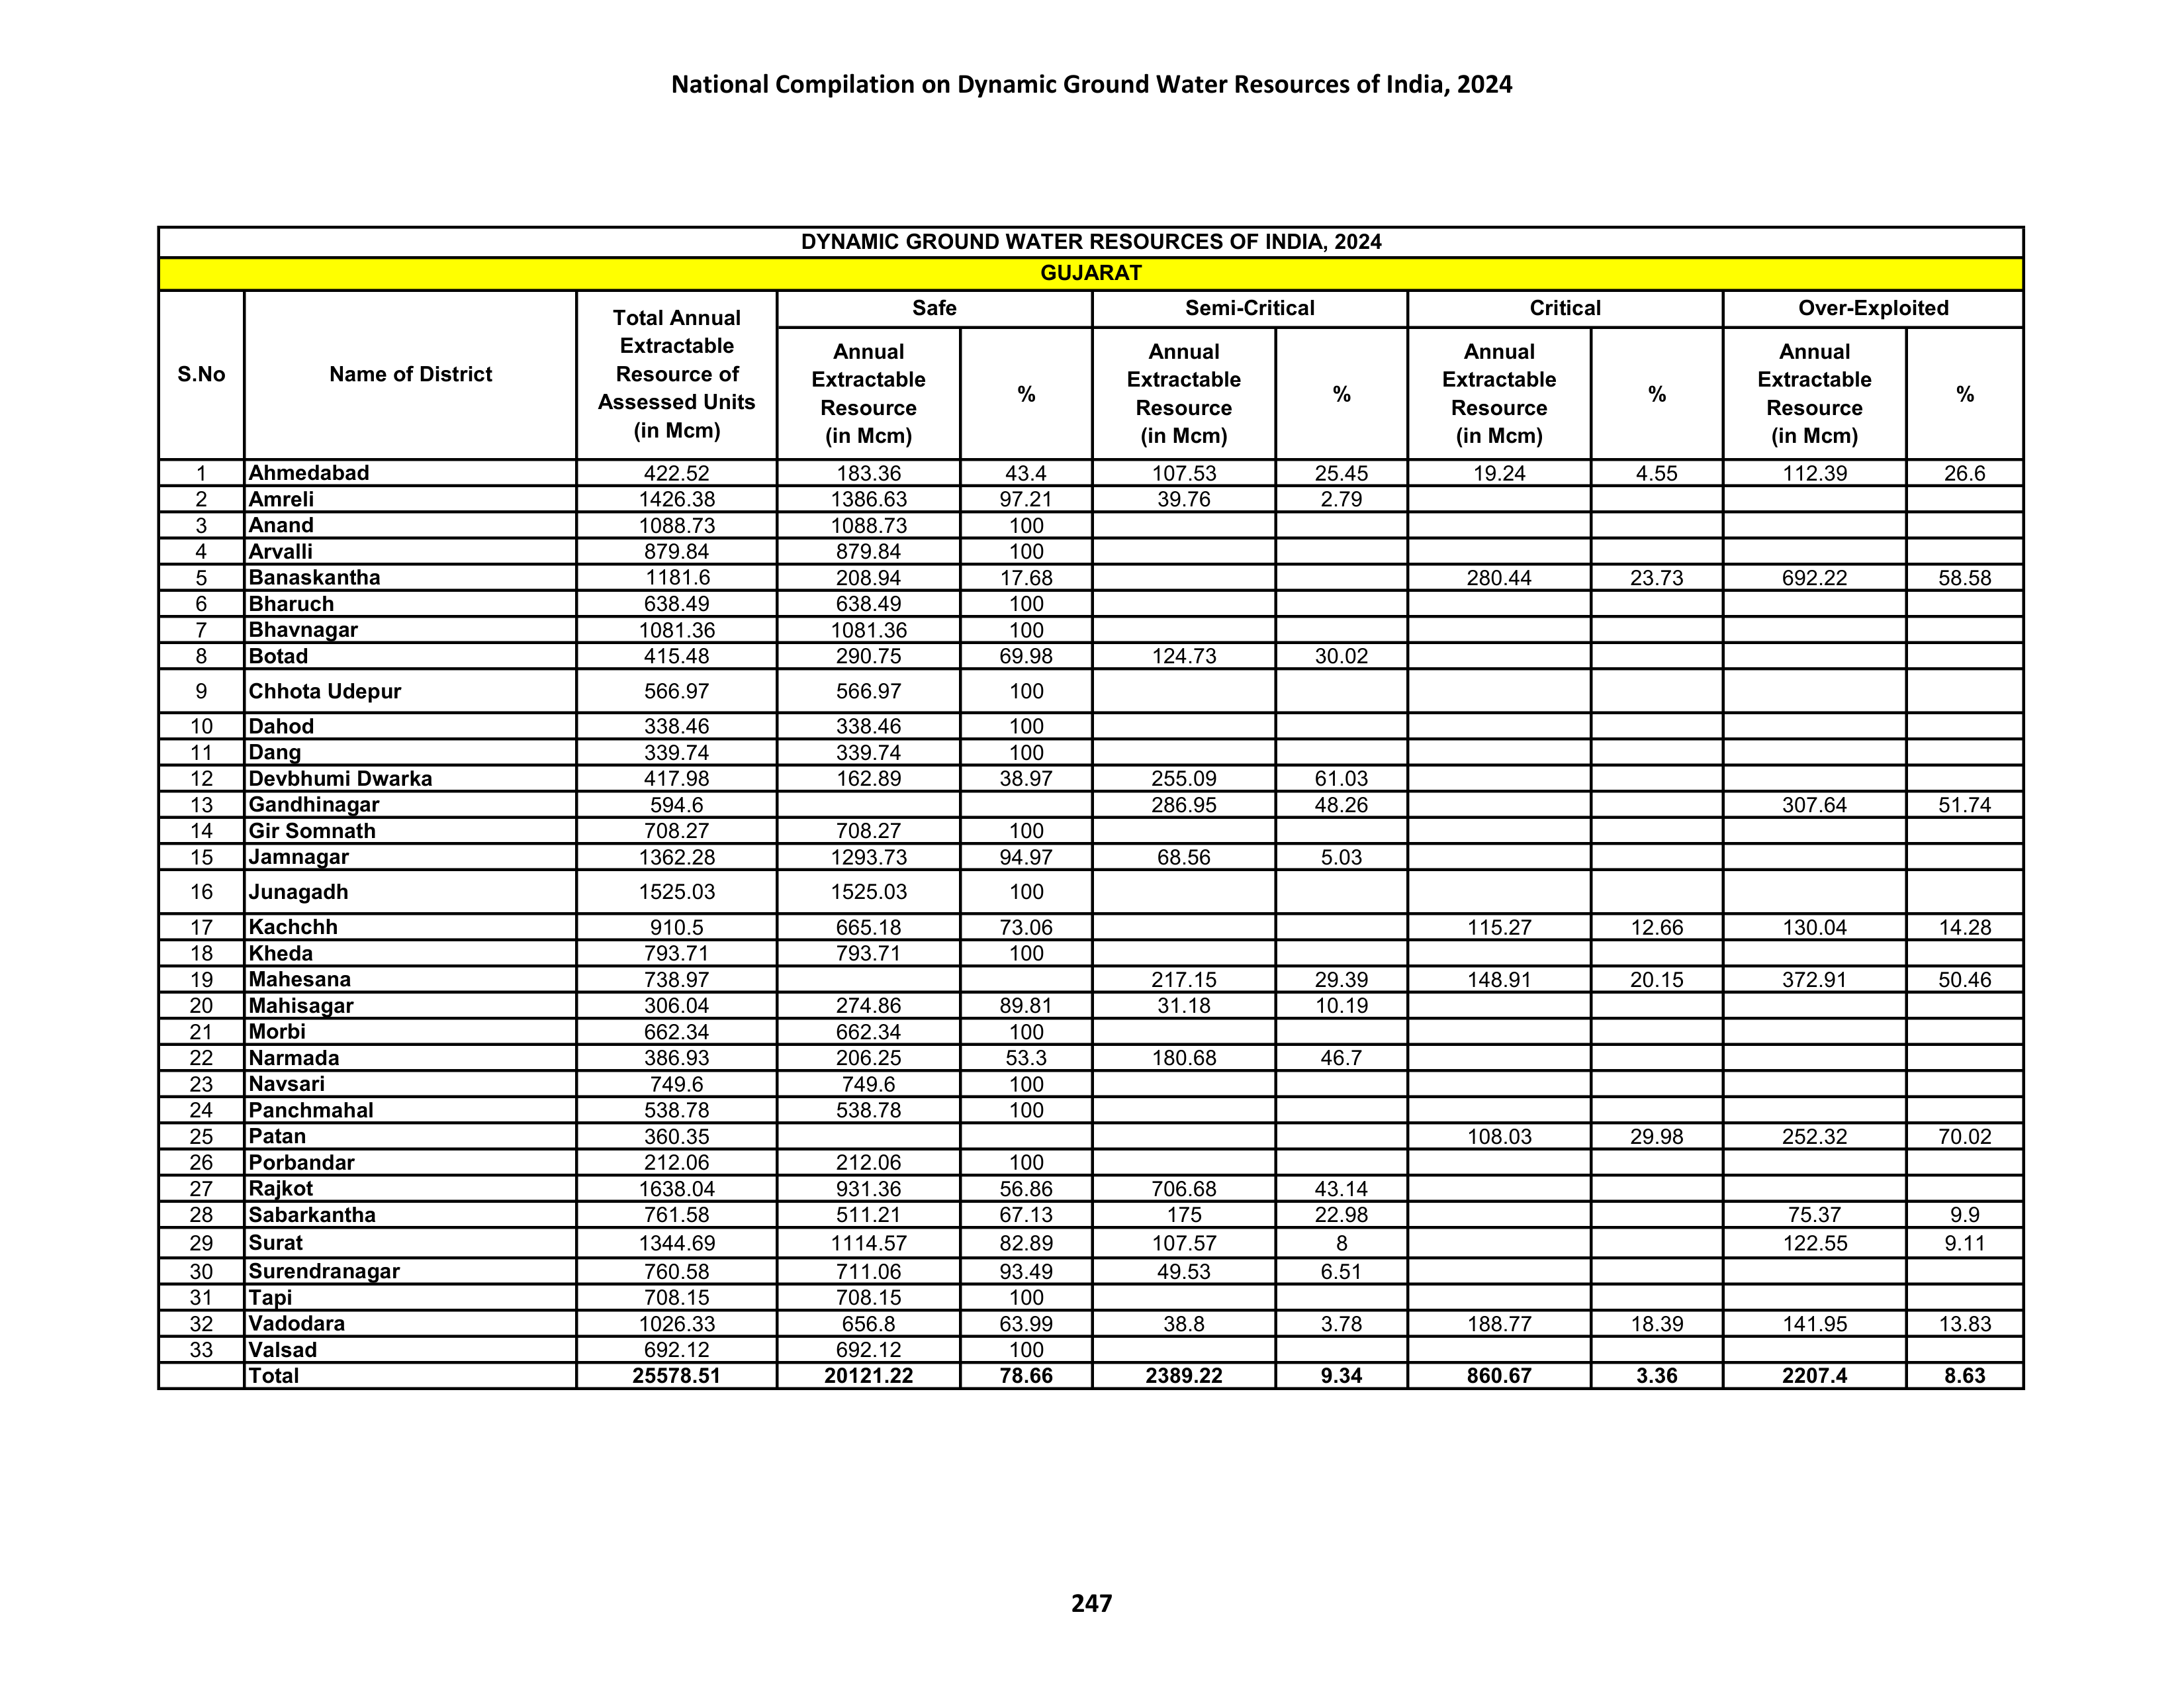 National Compilation on Dynamic Ground Water Resources of India, 2024
DYNAMIC GROUND WATER RESOURCES OF INDIA, 2024
GUJARAT
S.No Name of District Total Annual Extractable Resource of Assessed Units (in Mcm) Safe Semi-Critical Critical Over-Exploited
Annual Extractable Resource (in Mcm) % Annual Extractable Resource (in Mcm) % Annual Extractable Resource (in Mcm) % Annual Extractable Resource (in Mcm) %
1 Ahmedabad 422.52 183.36 43.4 107.53 25.45 19.24 4.55 112.39 26.6
2 Amreli 1426.38 1386.63 97.21 39.76 2.79
3 Anand 1088.73 1088.73 100
4 Arvalli 879.84 879.84 100
5 Banaskantha 1181.6 208.94 17.68 280.44 23.73 692.22 58.58
6 Bharuch 638.49 638.49 100
7 Bhavnagar 1081.36 1081.36 100
8 Botad 415.48 290.75 69.98 124.73 30.02
9 Chhota Udepur 566.97 566.97 100
10 Dahod 338.46 338.46 100
11 Dang 339.74 339.74 100
12 Devbhumi Dwarka 417.98 162.89 38.97 255.09 61.03
13 Gandhinagar 594.6 286.95 48.26 307.64 51.74
14 Gir Somnath 708.27 708.27 100
15 Jamnagar 1362.28 1293.73 94.97 68.56 5.03
16 Junagadh 1525.03 1525.03 100
17 Kachchh 910.5 665.18 73.06 115.27 12.66 130.04 14.28
18 Kheda 793.71 793.71 100
19 Mahesana 738.97 217.15 29.39 148.91 20.15 372.91 50.46
20 Mahisagar 306.04 274.86 89.81 31.18 10.19
21 Morbi 662.34 662.34 100
22 Narmada 386.93 206.25 53.3 180.68 46.7
23 Navsari 749.6 749.6 100
24 Panchmahal 538.78 538.78 100
25 Patan 360.35 108.03 29.98 252.32 70.02
26 Porbandar 212.06 212.06 100
27 Rajkot 1638.04 931.36 56.86 706.68 43.14
28 Sabarkantha 761.58 511.21 67.13 175 22.98 75.37 9.9
29 Surat 1344.69 1114.57 82.89 107.57 8 122.55 9.11
30 Surendranagar 760.58 711.06 93.49 49.53 6.51
31 Tapi 708.15 708.15 100
32 Vadodara 1026.33 656.8 63.99 38.8 3.78 188.77 18.39 141.95 13.83
33 Valsad 692.12 692.12 100
Total 25578.51 20121.22 78.66 2389.22 9.34 860.67 3.36 2207.4 8.63
247